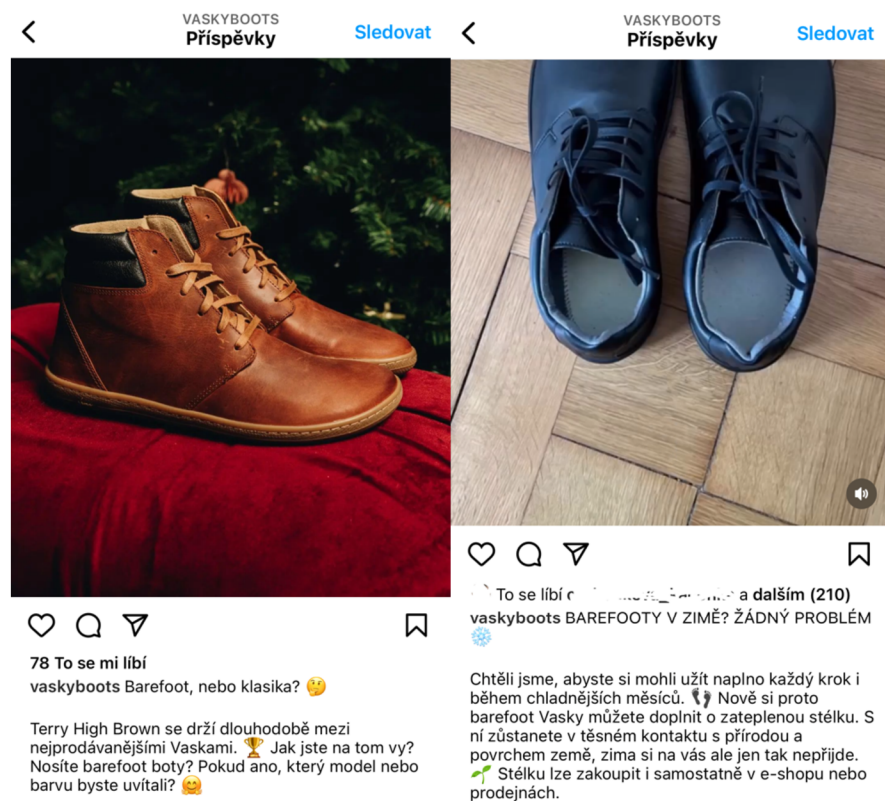 VASKYBOOTS
Příspěvky
Sledovat
78 To se mi líbí
vaskyboots Barefoot, nebo klasika? 🤔
Terry High Brown se drží dlouhodobě mezi
nejprodávanějšími Vaskami. 🏆 Jak jste na tom vy?
Nosíte barefoot boty? Pokud ano, který model nebo
barvu byste uvítali? 🤗
VASKYBOOTS
Příspěvky
Sledovat
To se líbí a dalším (210)
vaskyboots BAREFOOTY V ZIMĚ? ŽÁDNÝ PROBLÉM
❄️
Chtěli jsme, abyste si mohli užít naplno každý krok i
během chladnějších měsíců. 👣 Nově si proto
barefoot Vasky můžete doplnit o zateplenou stélku. S
ní zůstanete v těsném kontaktu s přírodou a
povrchem země, zima si na vás ale jen tak nepřijde.
🌱 Stélku lze zakoupit i samostatně v e-shopu nebo
prodejnách.